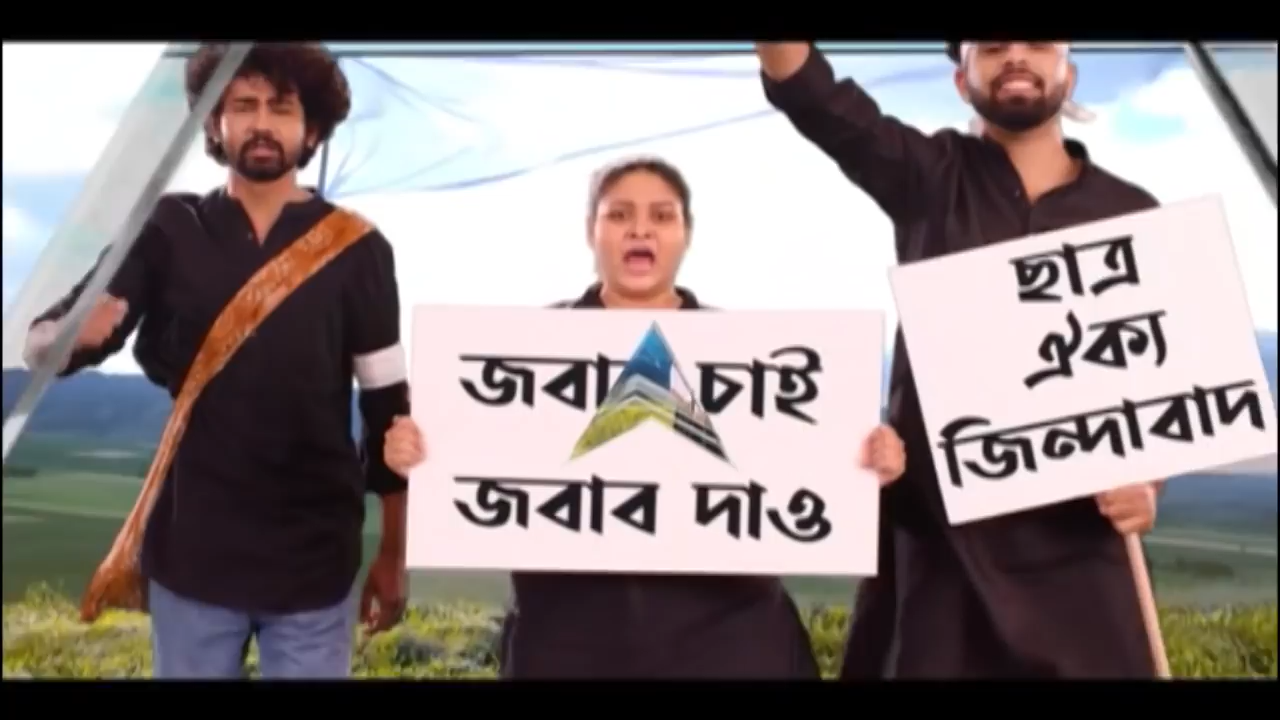 জবাব চাই
জবাব দাও
ছাত্র
ঐক্য
জিন্দাবাদ